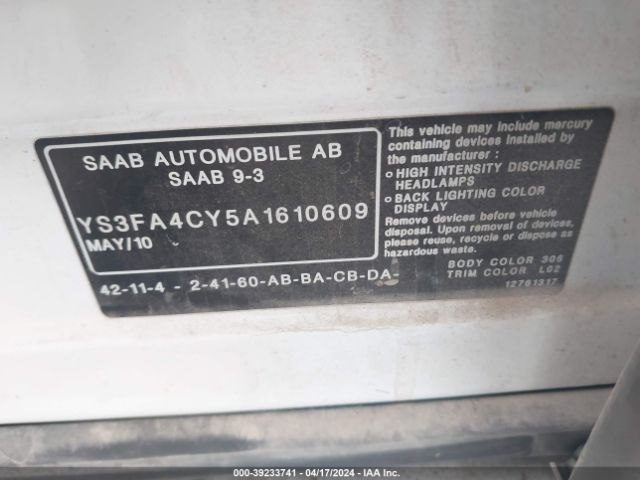 SAAB AUTOMOBILE AB
SAAB 9-3
YS3FA4CY5A1610609
MAY/10
42-11-4 - 2-41-60-AB-BA-CB-DA-
This vehicle may include mercury
containing devices installed by
the manufacturer :
o HIGH INTENSITY DISCHARGE
HEADLAMPS
o BACK LIGHTING COLOR
DISPLAY
Remove devices before vehicle
disposal. Upon removal of devices,
please reuse, recycle or dispose as
hazardous waste.
BODY COLOR 306
TRIM COLOR L02
12761317
000-39233741 - 04/17/2024 - IAA Inc.